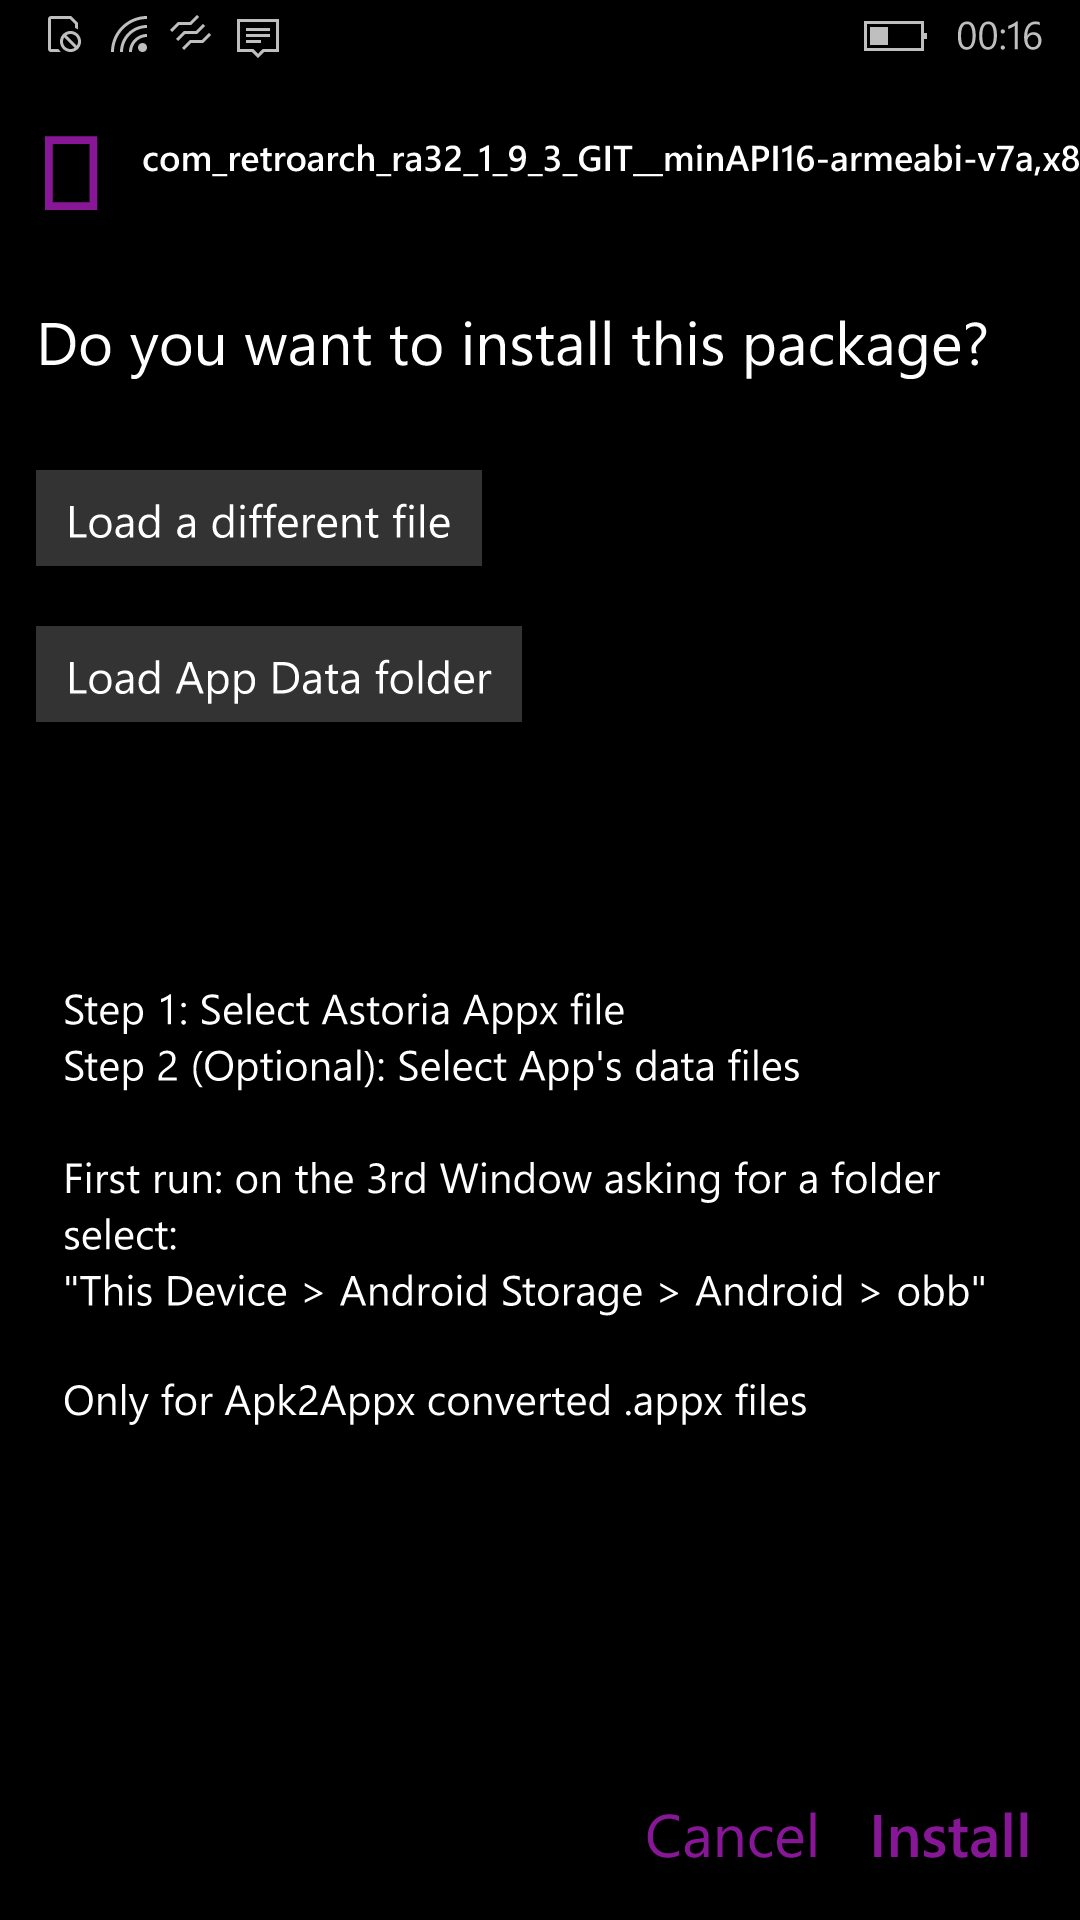 00:16
com_retroarch_ra32_1_9_3_GIT__minAPI16-armeabi-v7a,x8
Do you want to install this package?
Load a different file
Load App Data folder
Step 1: Select Astoria Appx file
Step 2 (Optional): Select App's data files
First run: on the 3rd Window asking for a folder
select:
"This Device > Android Storage > Android > obb"
Only for Apk2Appx converted .appx files
Cancel Install